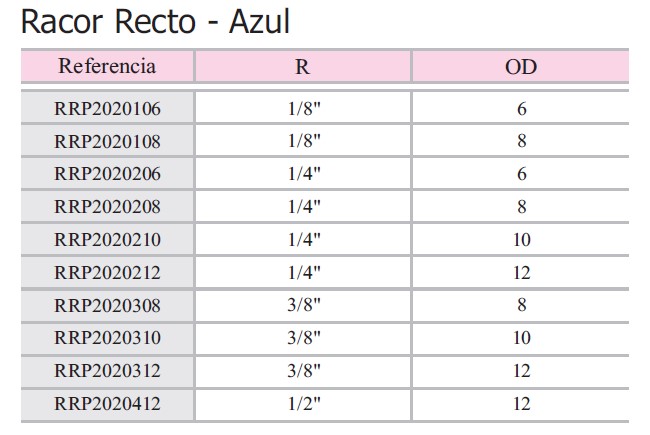 Racor Recto - Azul
Referencia R OD
RRP2020106 1/8" 6
RRP2020108 1/8" 8
RRP2020206 1/4" 6
RRP2020208 1/4" 8
RRP2020210 1/4" 10
RRP2020212 1/4" 12
RRP2020308 3/8" 8
RRP2020310 3/8" 10
RRP2020312 3/8" 12
RRP2020412 1/2" 12